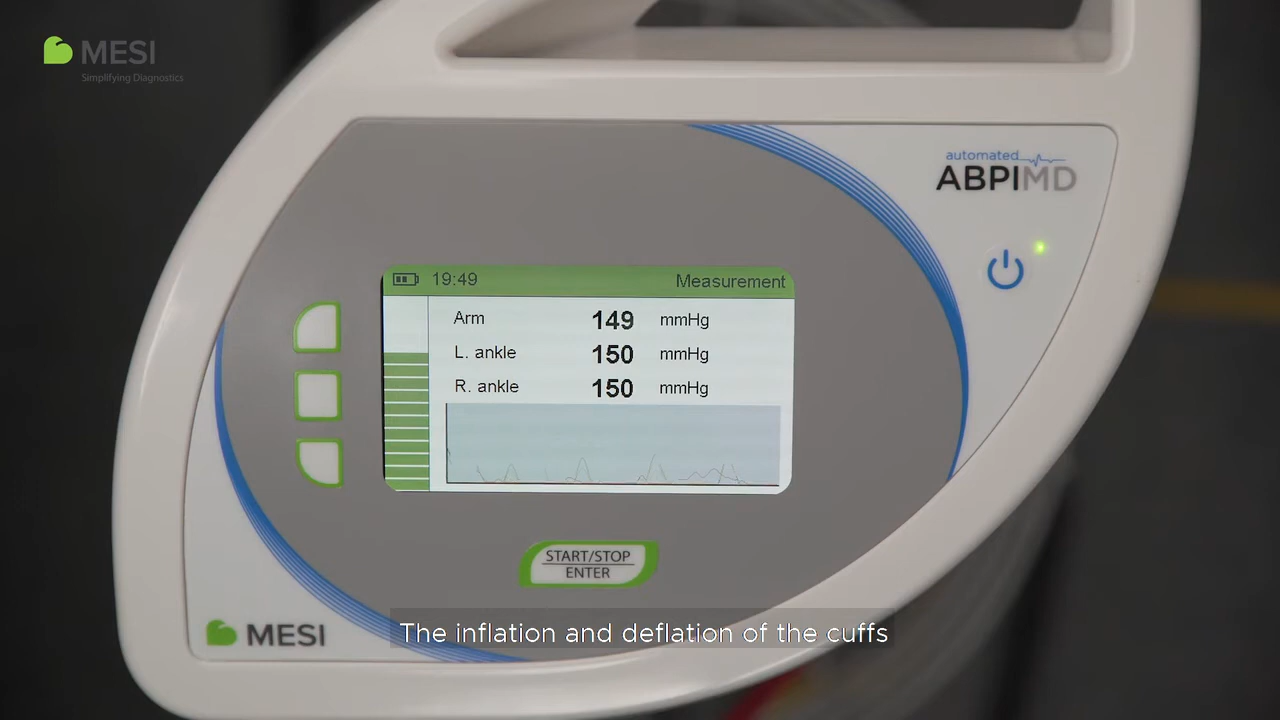 MESI
Simplifying Diagnostics
automated
ABPIMD
19:49 Measurement
Arm 149 mmHg
L. ankle 150 mmHg
R. ankle 150 mmHg
START/STOP
ENTER
MESI
The inflation and deflation of the cuffs